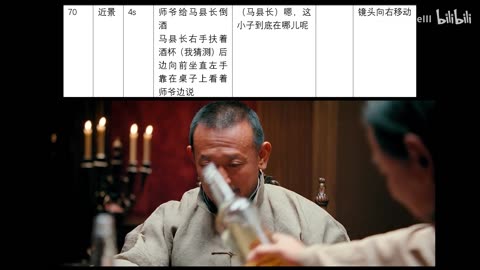 70
近景
4s
师爷给马县长倒
酒
马县长右手扶着
酒杯（我猜测）后
边向前坐直左手
靠在桌子上看着
师爷边说
（马县长）嗯，这
小子到底在哪儿呢
镜头向右移动
elll bilibili